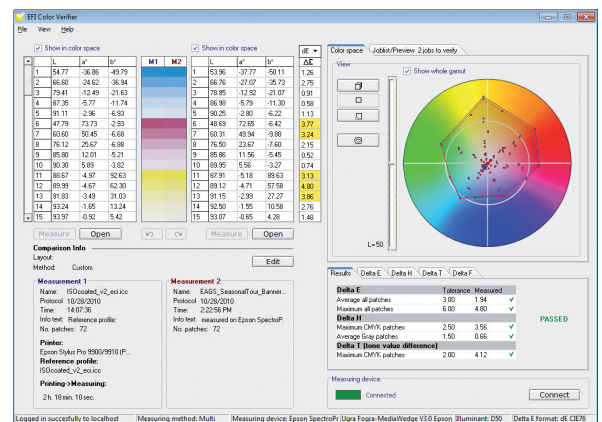 EFI Color Verifier
File View Help
Show in color space Show in color space dE
L a* b* M1 M2 L a* b* ΔE
1 54.77 -36.86 -49.79 1 53.96 -37.77 -50.11 1.26
2 66.60 -24.62 -36.94 2 66.76 -27.07 -35.73 2.75
3 79.41 -12.49 -21.63 3 78.85 -12.92 -21.07 0.91
4 87.35 -5.77 -11.74 4 86.98 -5.79 -11.30 0.58
5 91.11 -2.96 -6.93 5 90.25 -2.80 -6.22 1.13
6 47.79 73.73 -2.93 6 48.69 72.65 -6.42 3.77
7 60.60 50.45 -6.68 7 60.31 49.94 -9.88 3.24
8 76.12 25.67 -6.88 8 76.50 23.67 -7.60 2.15
9 85.80 12.01 -5.21 9 85.86 11.56 -5.45 0.52
10 90.30 5.89 -3.82 10 89.95 5.56 -3.27 0.74
11 88.67 -4.97 92.63 11 87.91 -5.18 89.63 3.13
12 89.99 -4.67 62.30 12 89.12 -4.71 57.58 4.80
13 91.83 -3.49 31.03 13 91.15 -2.99 27.27 3.86
14 93.24 -1.65 13.24 14 92.50 -1.55 10.58 2.76
15 93.97 -0.92 5.42 15 93.07 -0.65 4.28 1.48
Measure Open Measure Open
Comparison Info
Layout:
Method: Custom
Edit
Measurement 1
Name: ISOcoated_v2_eci.icc
Protocol 10/28/2010
Time: 14:07:36
Info text: Reference profile:
No. patches: 72
Printer:
Epson Stylus Pro 9900/9910 (P...
Reference profile:
ISOcoated_v2_eci.icc
Printing->Measuring:
2 h. 18 min. 10 sec.
Measurement 2
Name: EAGS_SeasonalTour_Banner...
Protocol 10/28/2010
Time: 2:22:56 PM
Info text: measured on Epson SpectroP.
No. patches: 72
Color space Joblist/Preview 2 jobs to verify
View
Show whole gamut
L=50
Results Delta E Delta H Delta T Delta F
Delta E Tolerance Measured
Average all patches 3.00 1.94
Maximum all patches 6.00 4.80
Delta H
Maximum CMYK patches 2.50 3.56
Average Gray patches 1.50 0.66
Delta T (tone value difference)
Maximum CMYK patches 2.00 4.12
PASSED
Measuring device:
Connected
Connect
Logged in succesfully to localhost Measuring method: Multi Measuring device: Epson SpectroPr Ugra Fogra-MediaWedge V3.0 Epson Illuminant: D50 Delta E format: dE CIE76